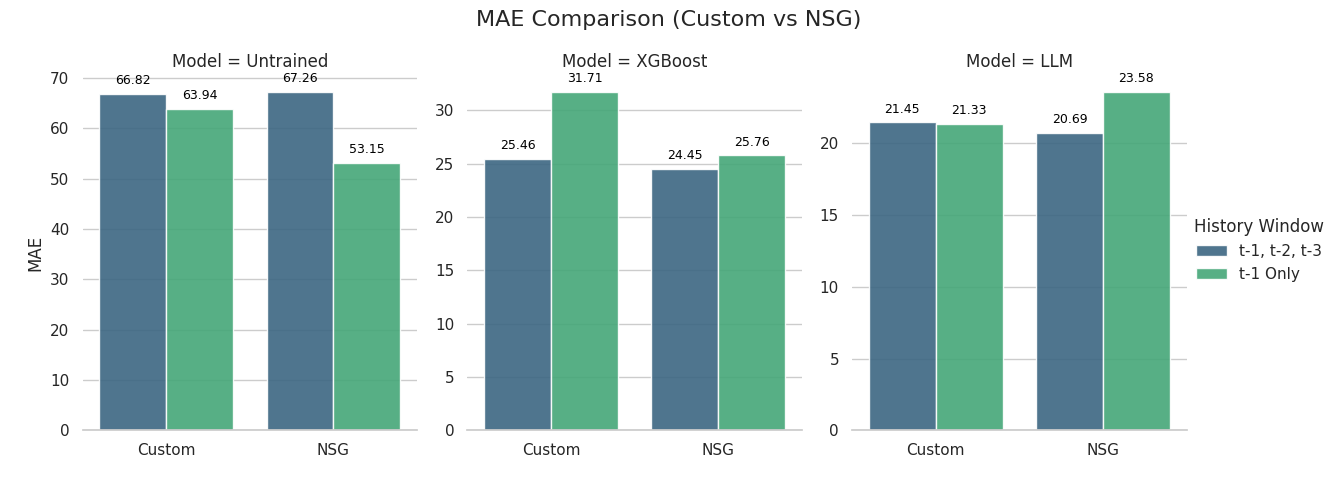 MAE Comparison (Custom vs NSG)
Model = Untrained
MAE
70
60
50
40
30
20
10
0
66.82
63.94
67.26
53.15
Custom
NSG
Model = XGBoost
30
25
20
15
10
5
0
25.46
31.71
24.45
25.76
Custom
NSG
Model = LLM
20
15
10
5
0
21.45
21.33
20.69
23.58
Custom
NSG
History Window
t-1, t-2, t-3
t-1 Only